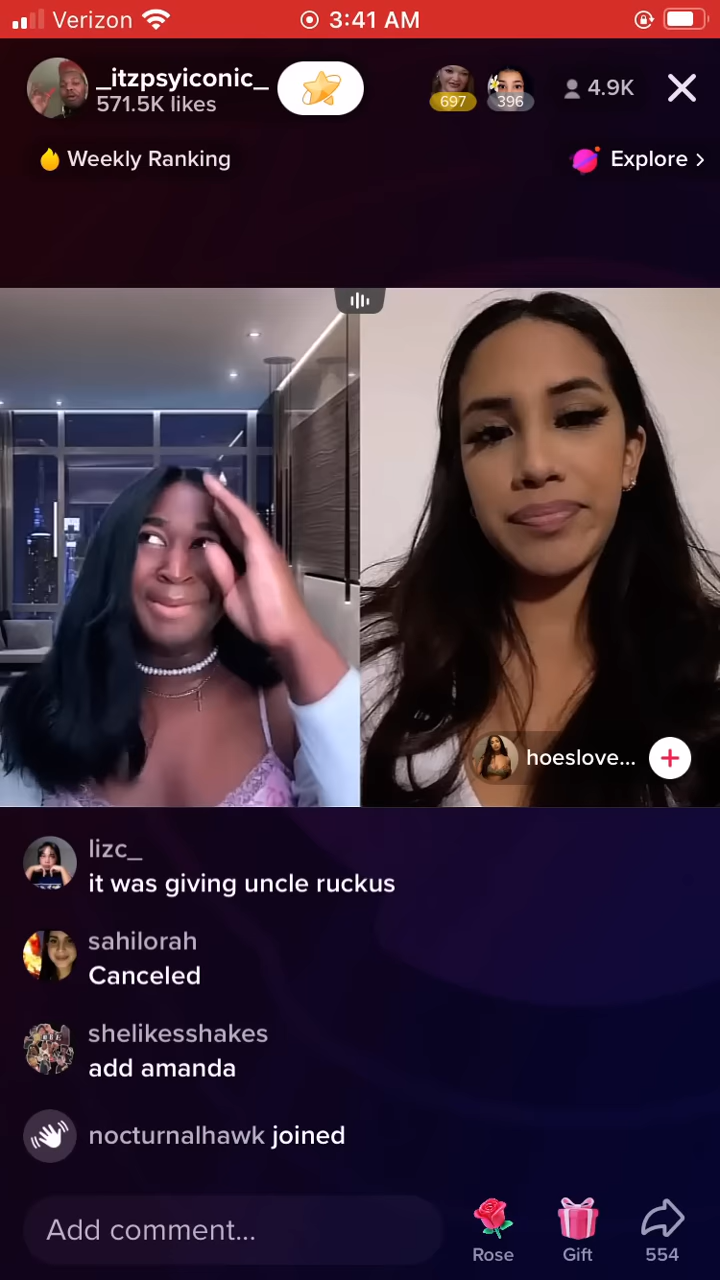 Verizon 3:41 AM
_itzpsyiconic_
571.5K likes
697 396 4.9K
Weekly Ranking Explore >
hoeslove...
lizc_
it was giving uncle ruckus
sahilorah
Canceled
shelikesshakes
add amanda
nocturnalhawk joined
Add comment...
Rose Gift 554